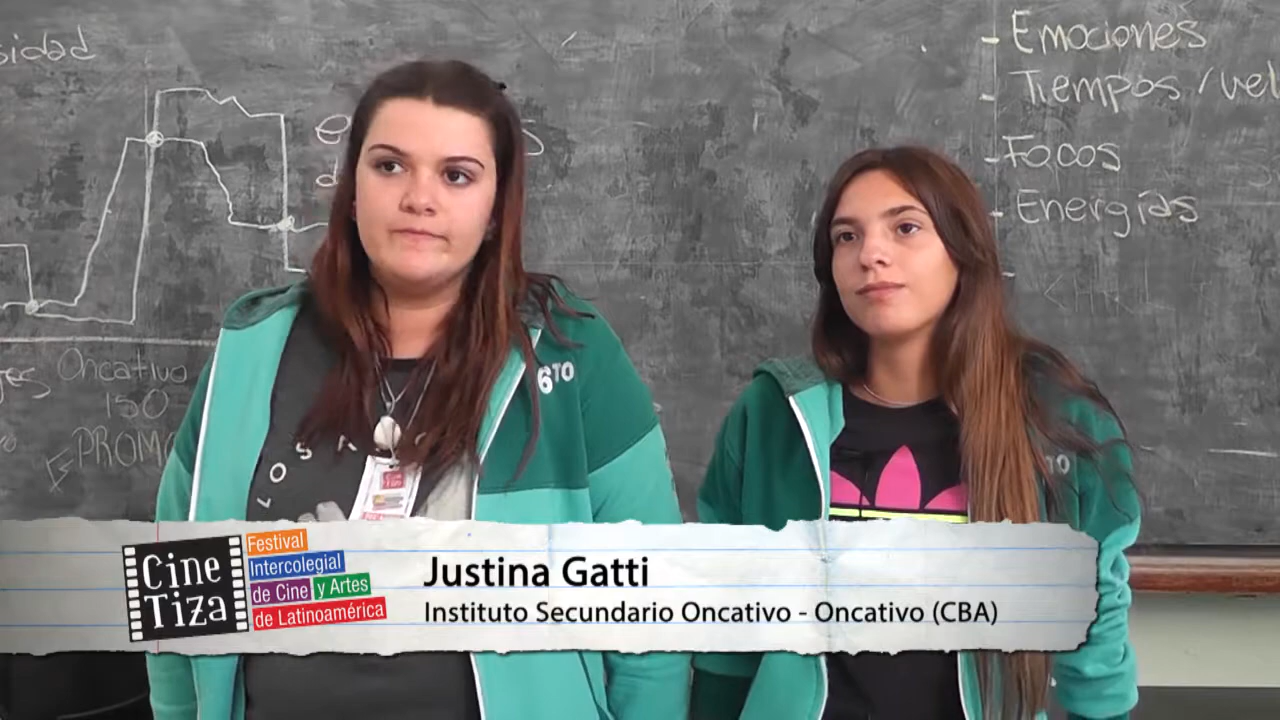 sidad
- Emociones
- Tiempos / vel
- Focos
- Energías
-
6TO
Oncativo
150
PROMO
LOS
Cine
Tiza
Festival
Intercolegial
de Cine y Artes
de Latinoamérica
Justina Gatti
Instituto Secundario Oncativo - Oncativo (CBA)